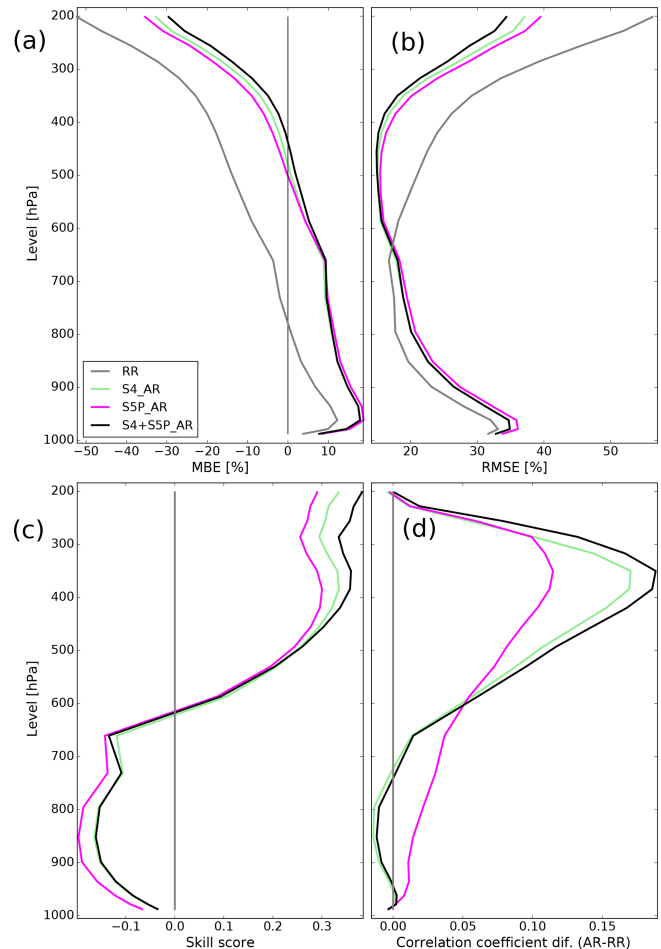 (a)
(b)
200
300
400
500
600
700
800
900
1000
Level [hPa]
RR
S4_AR
S5P_AR
S4+S5P_AR
−50 −40 −30 −20 −10 0 10
MBE [%]
20 30 40 50
RMSE [%]
(c)
(d)
200
300
400
500
600
700
800
900
1000
Level [hPa]
−0.1 0.0 0.1 0.2 0.3
Skill score
0.00 0.05 0.10 0.15
Correlation coefficient dif. (AR-RR)